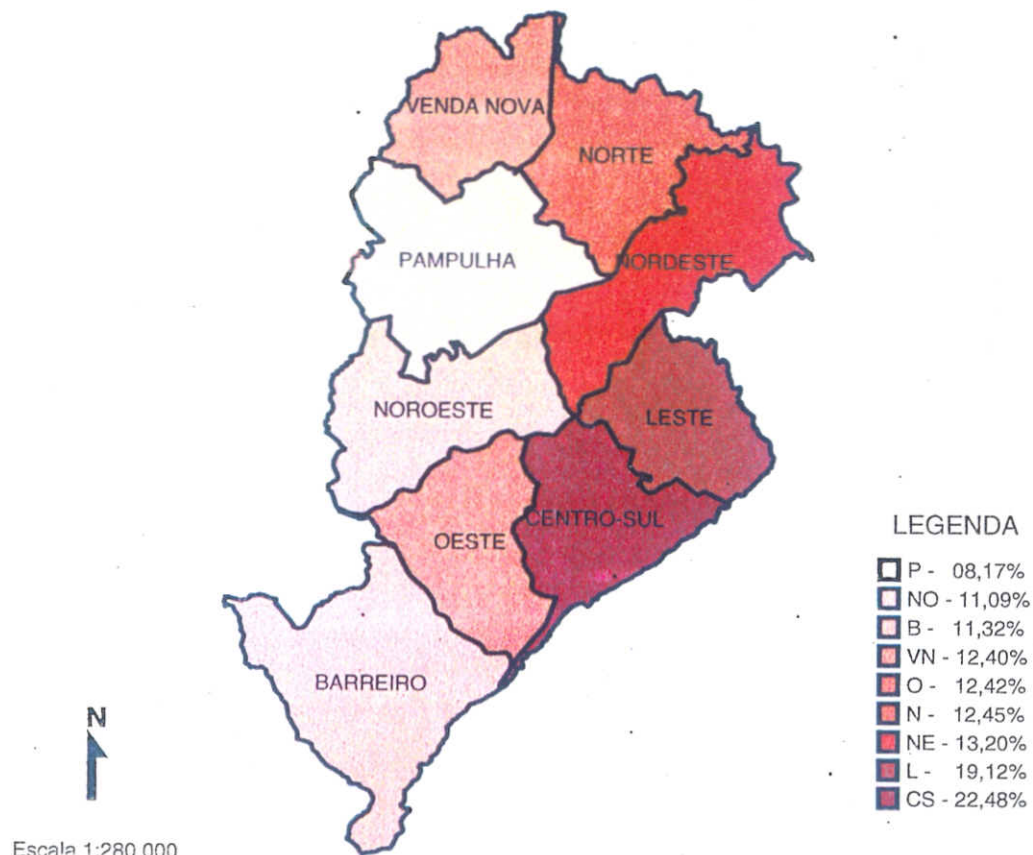 VENDA NOVA
NORTE
PAMPULHA
NORDESTE
NOROESTE
LESTE
CENTRO-SUL
OESTE
BARREIRO
N
Escala 1:280.000
LEGENDA
P - 08,17%
NO - 11,09%
B - 11,32%
VN - 12,40%
O - 12,42%
N - 12,45%
NE - 13,20%
L - 19,12%
CS - 22,48%